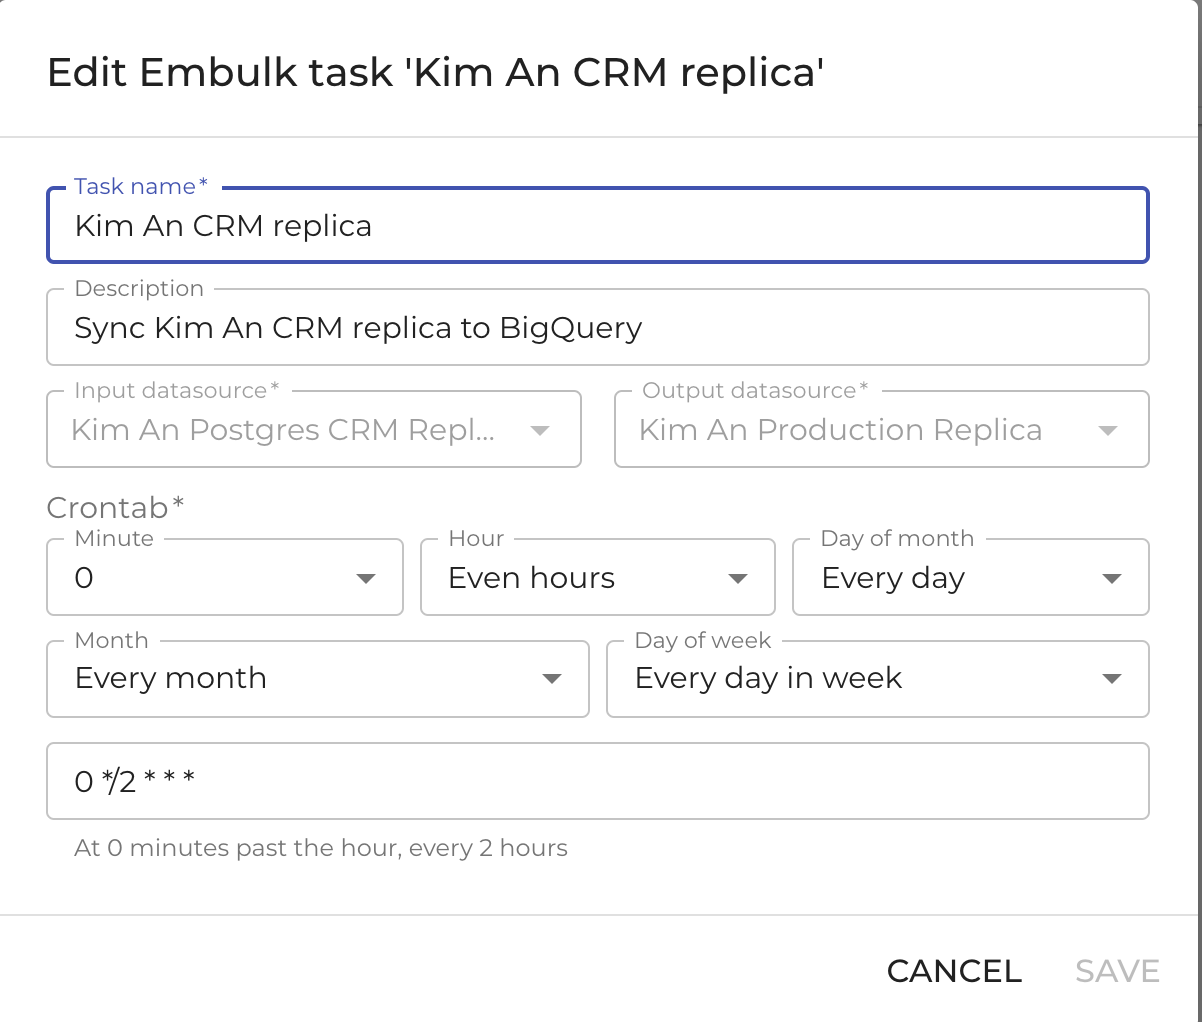 Edit Embulk task 'Kim An CRM replica'
Task name*
Kim An CRM replica
Description
Sync Kim An CRM replica to BigQuery
Input datasource* Output datasource*
Kim An Postgres CRM Repl... Kim An Production Replica
Crontab*
Minute Hour Day of month
0 Even hours Every day
Month Day of week
Every month Every day in week
0 */2 * * *
At 0 minutes past the hour, every 2 hours
CANCEL SAVE